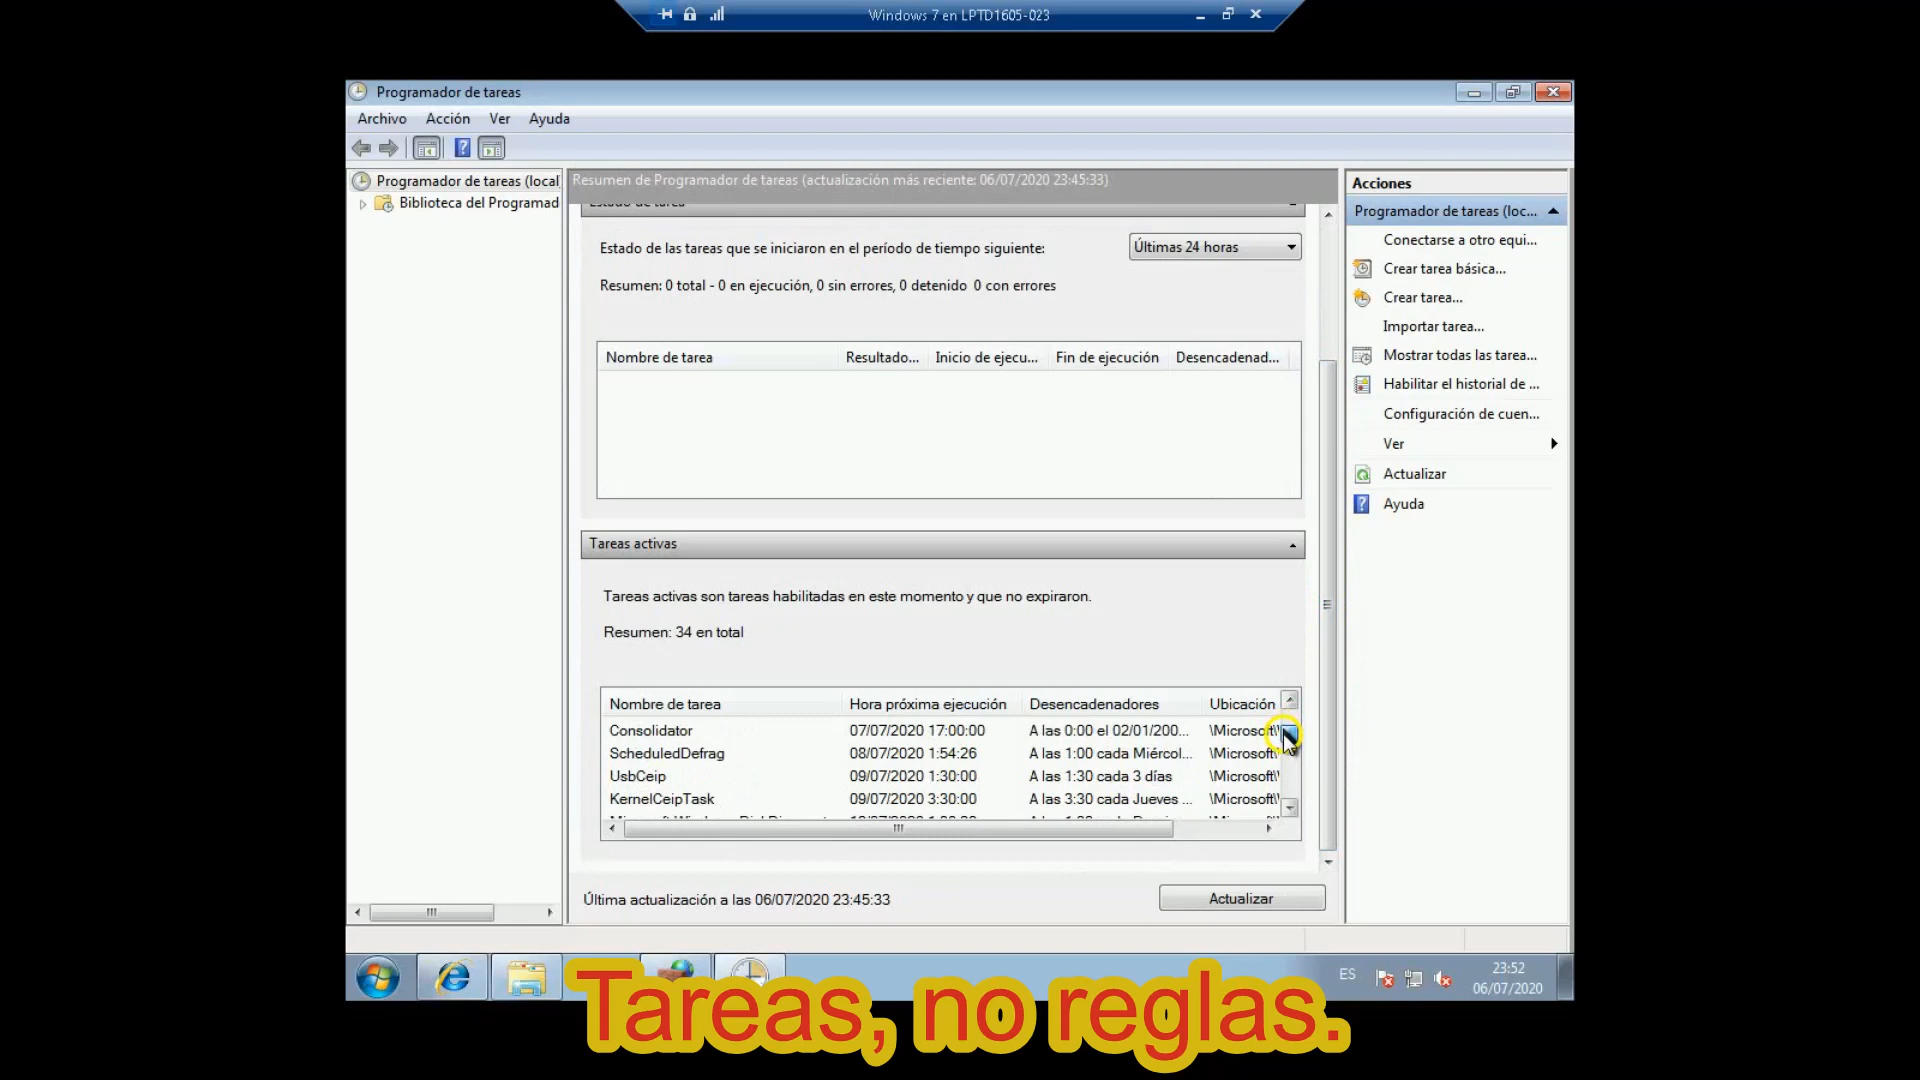 Windows 7 en LPTD1605-023
Programador de tareas
Archivo Acción Ver Ayuda
Programador de tareas (local
Biblioteca del Programad
Resumen de Programador de tareas (actualización más reciente: 06/07/2020 23:45:33)
Estado de tarea
Estado de las tareas que se iniciaron en el período de tiempo siguiente:
Últimas 24 horas
Resumen: 0 total - 0 en ejecución, 0 sin errores, 0 detenido 0 con errores
Nombre de tarea Resultado... Inicio de ejecu... Fin de ejecución Desencadenad...
Tareas activas
Tareas activas son tareas habilitadas en este momento y que no expiraron.
Resumen: 34 en total
Nombre de tarea Hora próxima ejecución Desencadenadores Ubicación
Consolidator 07/07/2020 17:00:00 A las 0:00 el 02/01/200... \Microsoft\
ScheduledDefrag 08/07/2020 1:54:26 A las 1:00 cada Miércol... \Microsoft\
UsbCeip 09/07/2020 1:30:00 A las 1:30 cada 3 días \Microsoft\
KernelCeipTask 09/07/2020 3:30:00 A las 3:30 cada Jueves ... \Microsoft\
Última actualización a las 06/07/2020 23:45:33
Actualizar
Acciones
Programador de tareas (loc...
Conectarse a otro equi...
Crear tarea básica...
Crear tarea...
Importar tarea...
Mostrar todas las tarea...
Habilitar el historial de ...
Configuración de cuen...
Ver
Actualizar
Ayuda
ES
23:52
06/07/2020
Tareas, no reglas.